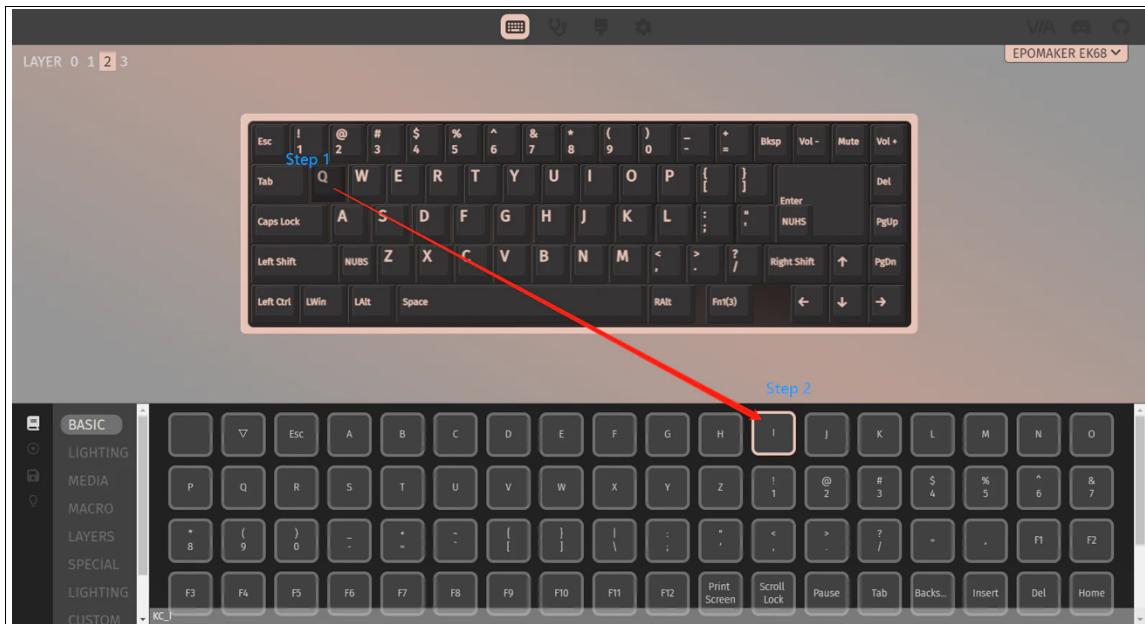 VIA
LAYER 0 1 2 3
EPOMAKER EK68
Esc ! 1 @ 2 # 3 $ 4 % 5 ^ 6 & 7 * 8 ( 9 ) 0 _ - + = Bksp Vol - Mute Vol +
Step 1
Tab Q W E R T Y U I O P { [ } ] Enter Del
Caps Lock A S D F G H J K L : ; " ' NUHS PgUp
Left Shift NUBS Z X C V B N M < , > . ? / Right Shift ↑ PgDn
Left Ctrl LWin LAlt Space RAlt Fn1(3) ← ↓ →
Step 2
BASIC
LIGHTING
MEDIA
MACRO
LAYERS
SPECIAL
LIGHTING
CUSTOM
▽ Esc A B C D E F G H I J K L M N O
P Q R S T U V W X Y Z ! 1 @ 2 # 3 $ 4 % 5 ^ 6 & 7
* 8 ( 9 ) 0 _ - + = ~ ` { [ } ] | \ : ; " ' < , > . ? / = , F1 F2
F3 F4 F5 F6 F7 F8 F9 F10 F11 F12 Print Screen Scroll Lock Pause Tab Backs... Insert Del Home
KC_I